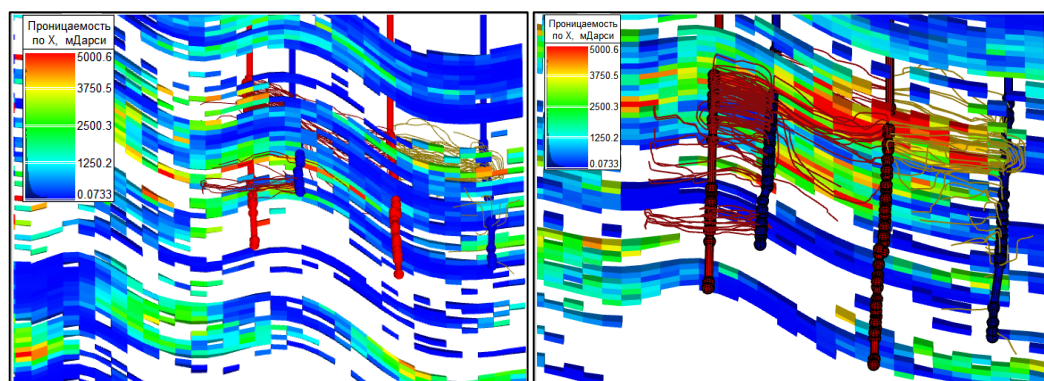 Проницаемость
по X, мДарси
5000.6
3750.5
2500.3
1250.2
0.0733
Проницаемость
по X, мДарси
5000.6
3750.5
2500.3
1250.2
0.0733